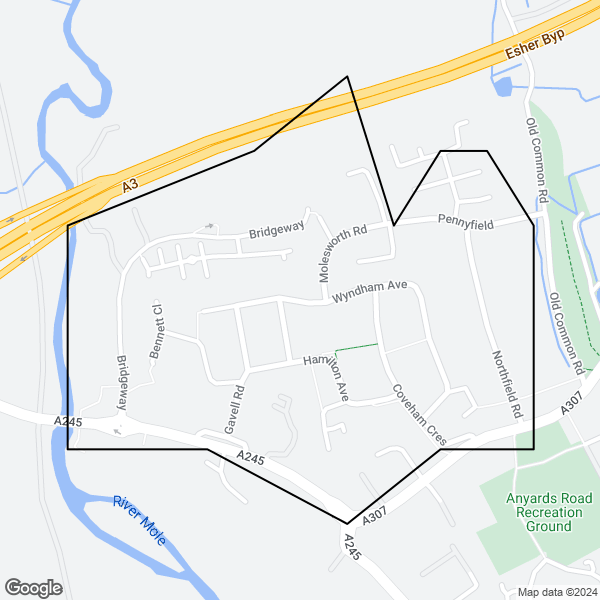 Esher Byp
A3
Old Common Rd
Pennyfield
Bridgeway
Molesworth Rd
Wyndham Ave
Old Common Rd
Bennett Cl
Bridgeway
Hamilton Ave
Northfield Rd
Gavell Rd
Coveham Cres
A307
A245
A245
Anyards Road
Recreation
Ground
River Mole
A307
A245
Google
Map data ©2024